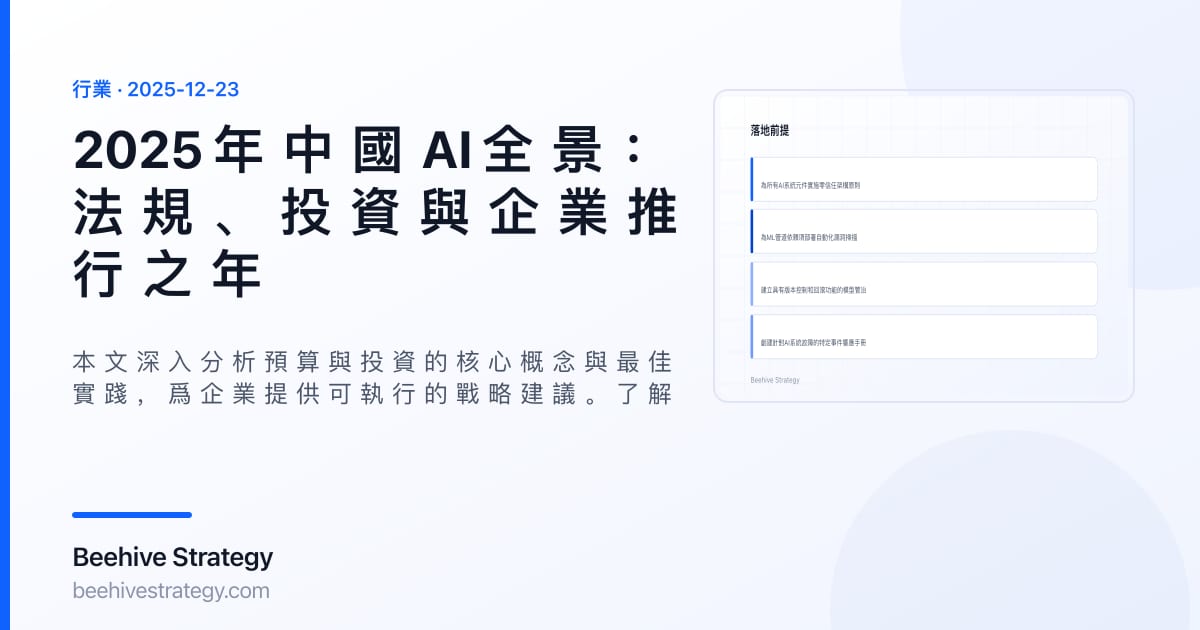 行業 · 2025-12-23
2025年中國AI全景：
法規、投資與企業推
行之年
本文深入分析預算與投資的核心概念與最佳
實踐，爲企業提供可執行的戰略建議。了解
Beehive Strategy
beehivestrategy.com
落地前提
為所有AI系統元件實施零信任架構原則
為ML管道依賴項部署自動化漏洞掃描
建立具有版本控制和回滾功能的模型管治
創建針對AI系統故障的特定事件響應手冊
Beehive Strategy